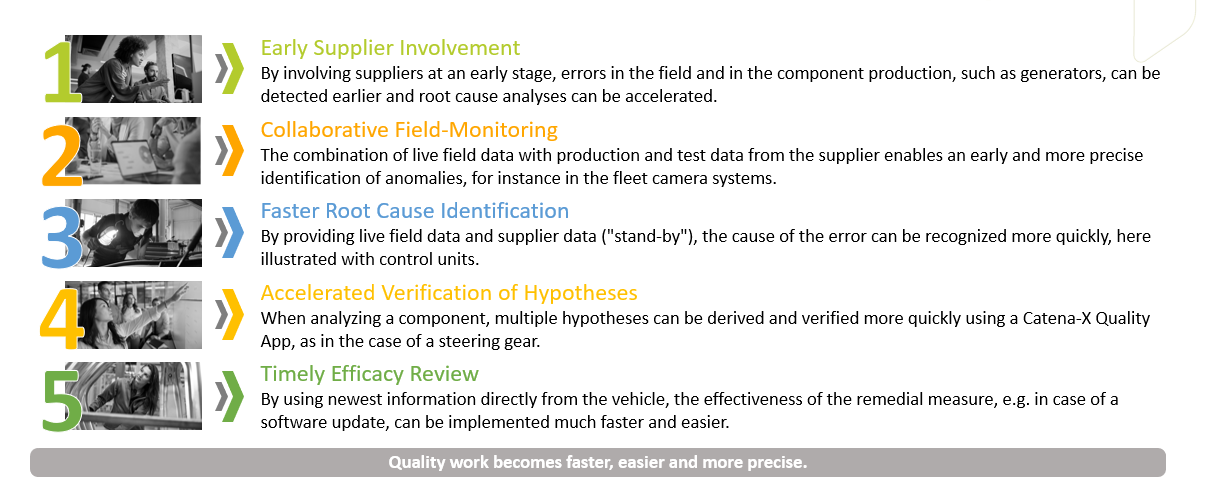 1
Early Supplier Involvement
By involving suppliers at an early stage, errors in the field and in the component production, such as generators, can be
detected earlier and root cause analyses can be accelerated.
2
Collaborative Field-Monitoring
The combination of live field data with production and test data from the supplier enables an early and more precise
identification of anomalies, for instance in the fleet camera systems.
3
Faster Root Cause Identification
By providing live field data and supplier data ("stand-by"), the cause of the error can be recognized more quickly, here
illustrated with control units.
4
Accelerated Verification of Hypotheses
When analyzing a component, multiple hypotheses can be derived and verified more quickly using a Catena-X Quality
App, as in the case of a steering gear.
5
Timely Efficacy Review
By using newest information directly from the vehicle, the effectiveness of the remedial measure, e.g. in case of a
software update, can be implemented much faster and easier.
Quality work becomes faster, easier and more precise.